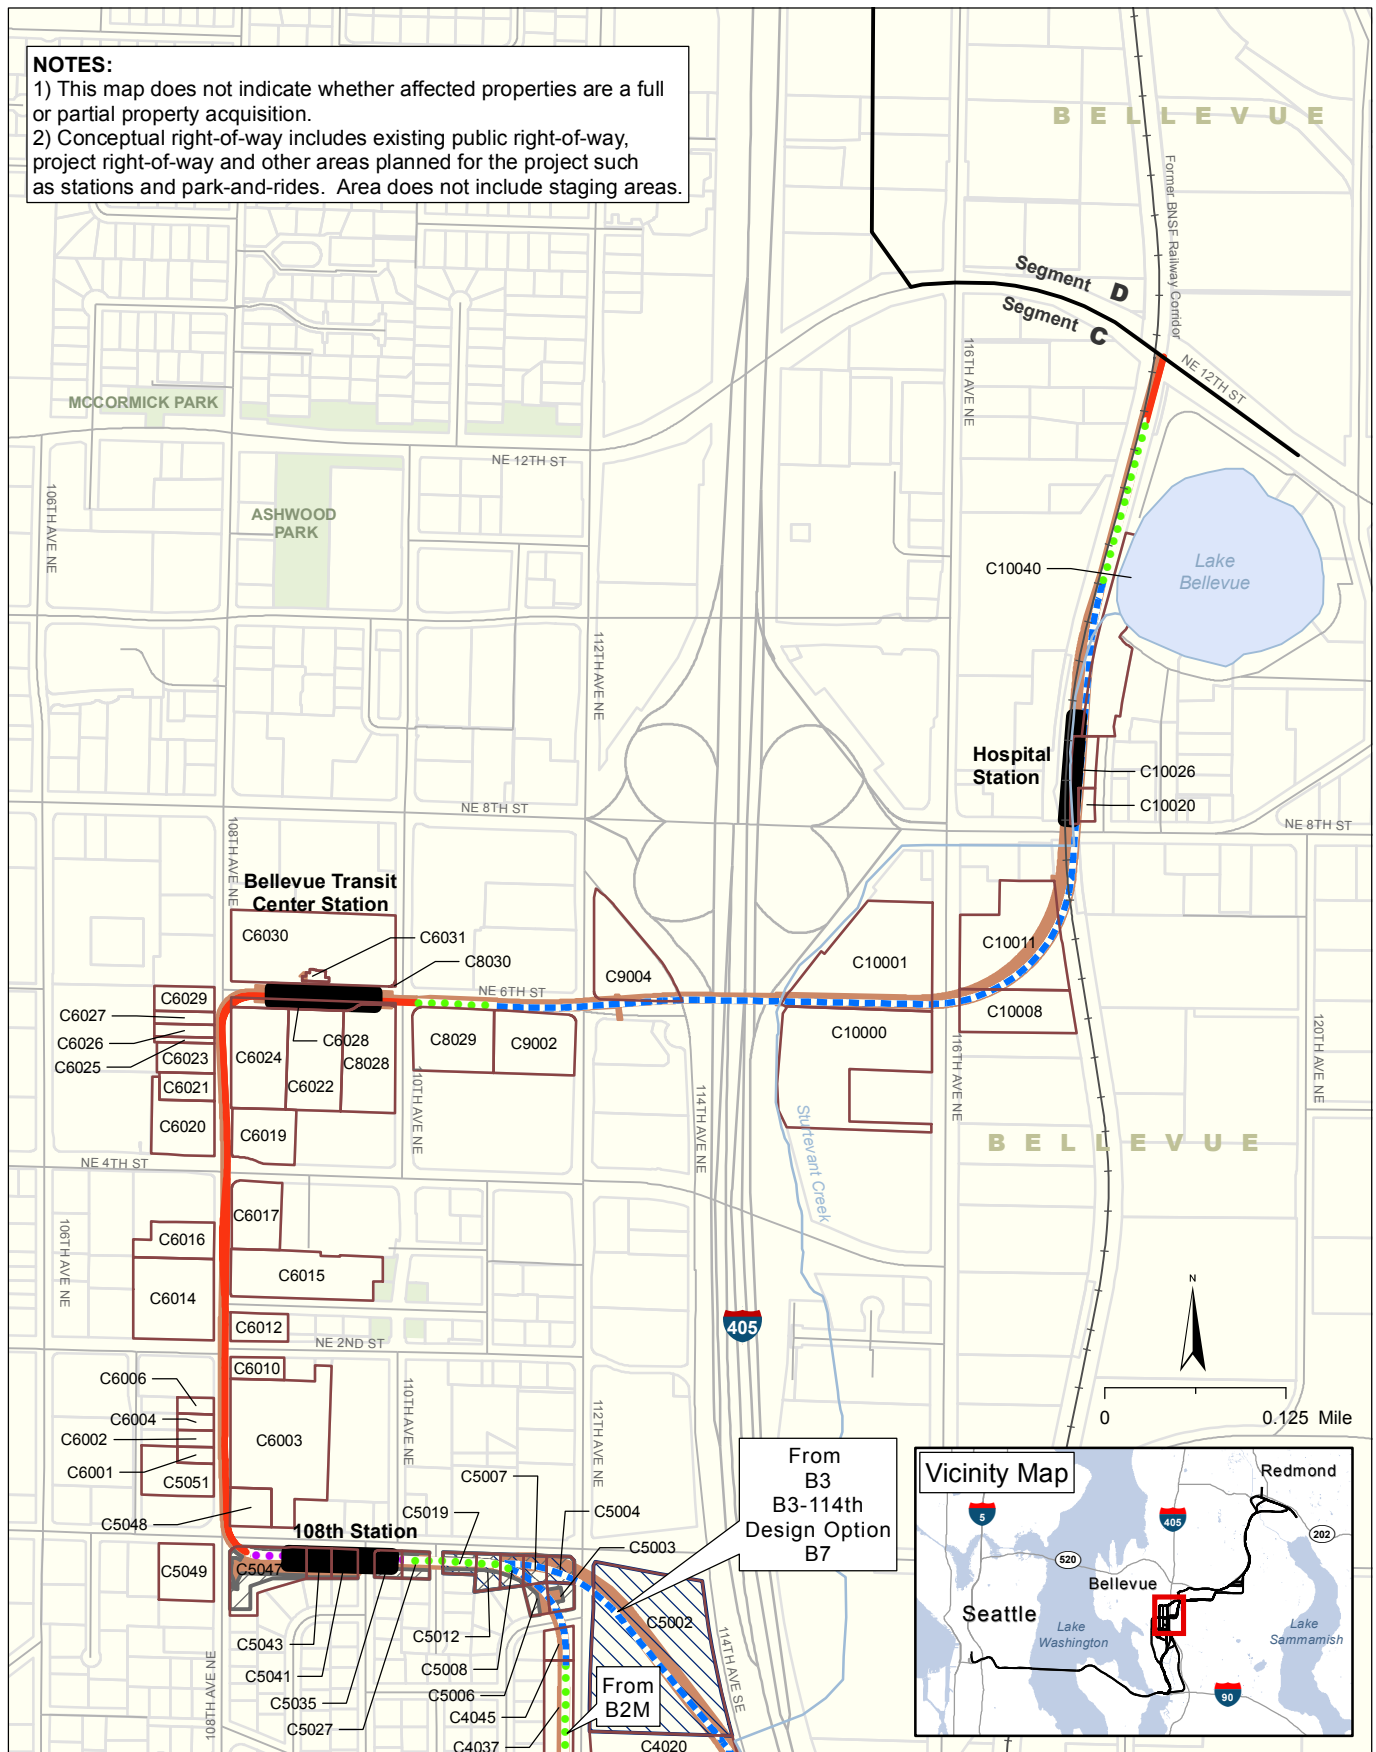 NOTES:
1) This map does not indicate whether affected properties are a full
or partial property acquisition.
2) Conceptual right-of-way includes existing public right-of-way,
project right-of-way and other areas planned for the project such
as stations and park-and-rides.  Area does not include staging areas.
BELLEVUE
Former BNSF Railway Corridor
Segment D
Segment C
116TH AVE NE
NE 12TH ST
MCCORMICK PARK
NE 12TH ST
106TH AVE NE
ASHWOOD
PARK
C10040
Lake
Bellevue
112TH AVE NE
Hospital
Station
C10026
C10020
NE 8TH ST
NE 8TH ST
108TH AVE NE
Bellevue Transit
Center Station
C6030
C6031
C8030
NE 6TH ST
C9004
C10001
C10011
C6029
C6027
C6026
C6025
C6023
C6021
C6020
C6024
C6028
C6022
C8028
C8029
C9002
C10000
C10008
C6019
110TH AVE NE
114TH AVE NE
116TH AVE NE
120TH AVE NE
Sturtevant Creek
BELLEVUE
NE 4TH ST
C6017
C6016
C6015
C6014
106TH AVE NE
C6012
NE 2ND ST
405
N
0
0.125 Mile
C6010
C6006
C6004
C6002
C6001
C5051
C6003
110TH AVE NE
112TH AVE NE
C5048
108th Station
C5007
C5019
C5004
C5003
From
B3
B3-114th
Design Option
B7
C5049
C5047
C5002
C5043
C5041
C5035
C5027
C5012
C5008
C5006
C4045
C4037
From
B2M
C4020
108TH AVE NE
114TH AVE SE
Vicinity Map
Redmond
5
405
202
520
Bellevue
Seattle
Lake
Washington
Lake
Sammamish
90